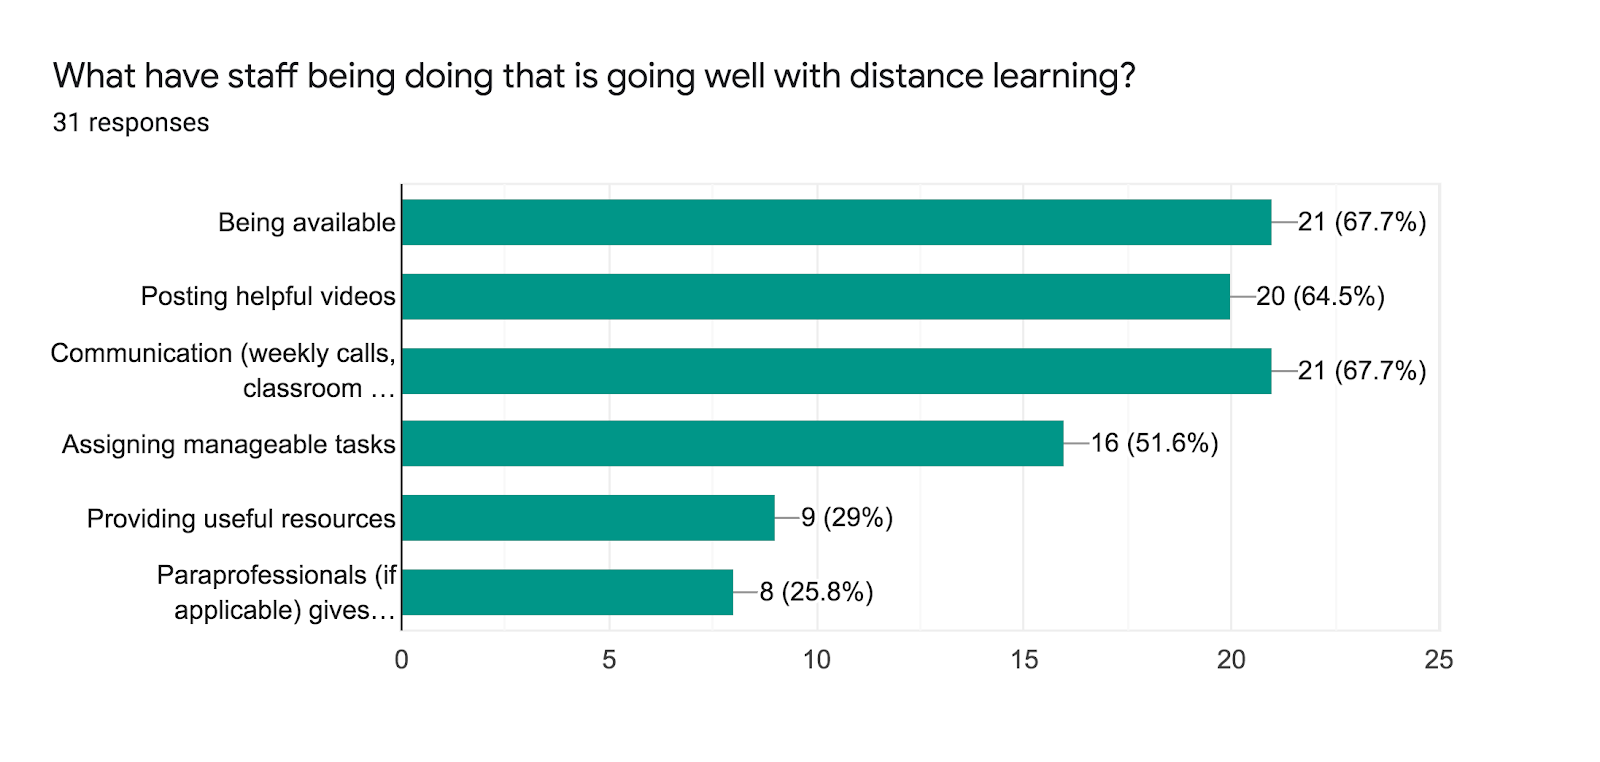 What have staff being doing that is going well with distance learning?
31 responses
Being available
21 (67.7%)
Posting helpful videos
20 (64.5%)
Communication (weekly calls,
classroom …
21 (67.7%)
Assigning manageable tasks
16 (51.6%)
Providing useful resources
9 (29%)
Paraprofessionals (if
applicable) gives…
8 (25.8%)
0 5 10 15 20 25